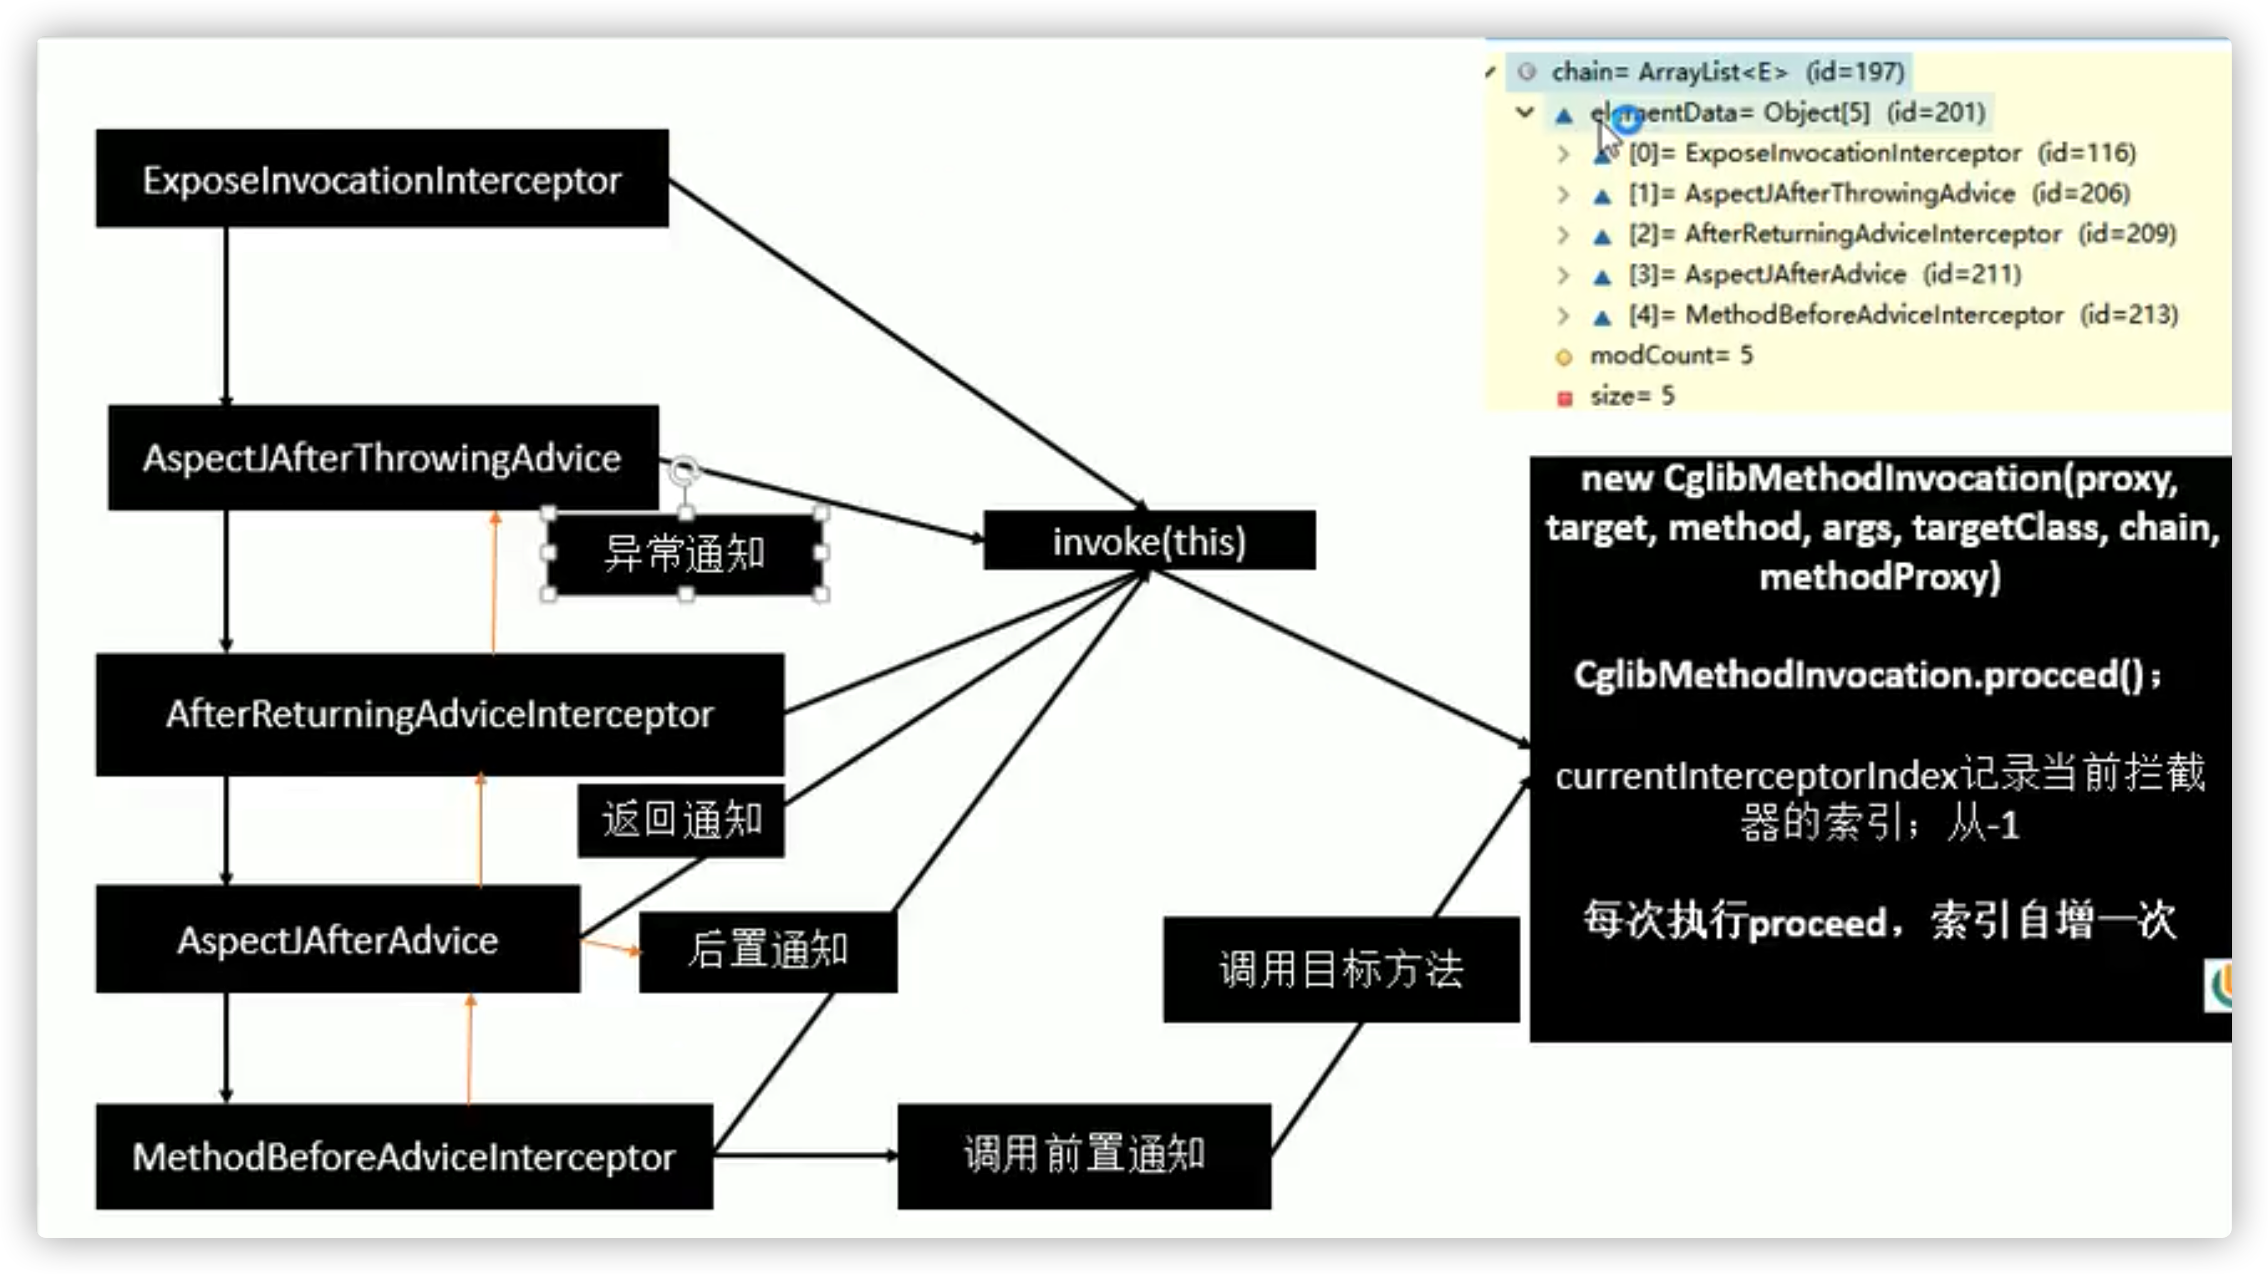 chain= ArrayList<E> (id=197)
elementData= Object[5] (id=201)
[0]= ExposeInvocationInterceptor (id=116)
[1]= AspectJAfterThrowingAdvice (id=206)
[2]= AfterReturningAdviceInterceptor (id=209)
[3]= AspectJAfterAdvice (id=211)
[4]= MethodBeforeAdviceInterceptor (id=213)
modCount= 5
size= 5
ExposeInvocationInterceptor
AspectJAfterThrowingAdvice
异常通知
invoke(this)
AfterReturningAdviceInterceptor
返回通知
AspectJAfterAdvice
后置通知
MethodBeforeAdviceInterceptor
调用前置通知
调用目标方法
new CglibMethodInvocation(proxy,
target, method, args, targetClass, chain,
methodProxy)
CglibMethodInvocation.procced()；
currentInterceptorIndex记录当前拦截
器的索引；从-1
每次执行proceed，索引自增一次